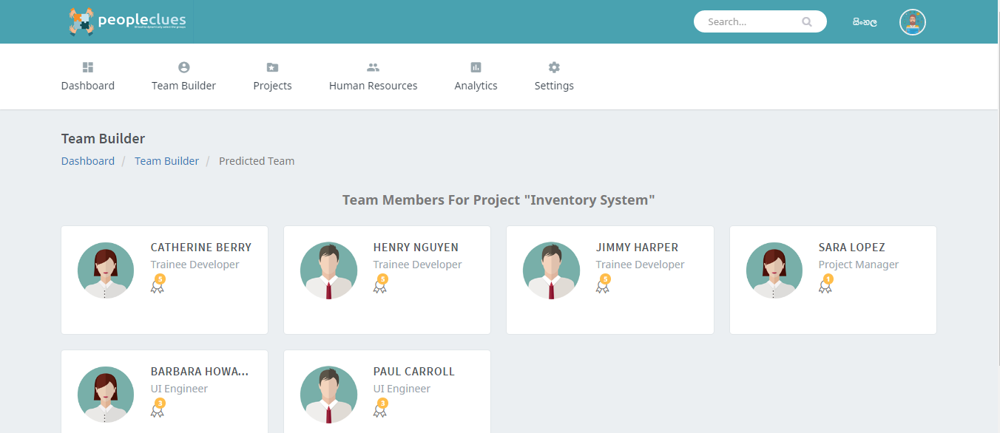 peopleclues
Search...
සිංහල
Dashboard
Team Builder
Projects
Human Resources
Analytics
Settings
Team Builder
Dashboard / Team Builder / Predicted Team
Team Members For Project "Inventory System"
CATHERINE BERRY
Trainee Developer
5
HENRY NGUYEN
Trainee Developer
5
JIMMY HARPER
Trainee Developer
5
SARA LOPEZ
Project Manager
1
BARBARA HOWA...
UI Engineer
3
PAUL CARROLL
UI Engineer
3